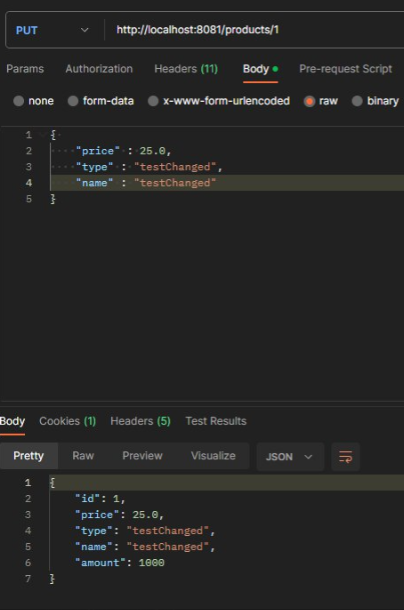 PUT http://localhost:8081/products/1
Params Authorization Headers (11) Body Pre-request Script
none form-data x-www-form-urlencoded raw binary
1 {
2 "price" : 25.0,
3 "type" : "testChanged",
4 "name" : "testChanged"
5 }
Body Cookies (1) Headers (5) Test Results
Pretty Raw Preview Visualize JSON
1 {
2 "id": 1,
3 "price": 25.0,
4 "type": "testChanged",
5 "name": "testChanged",
6 "amount": 1000
7 }